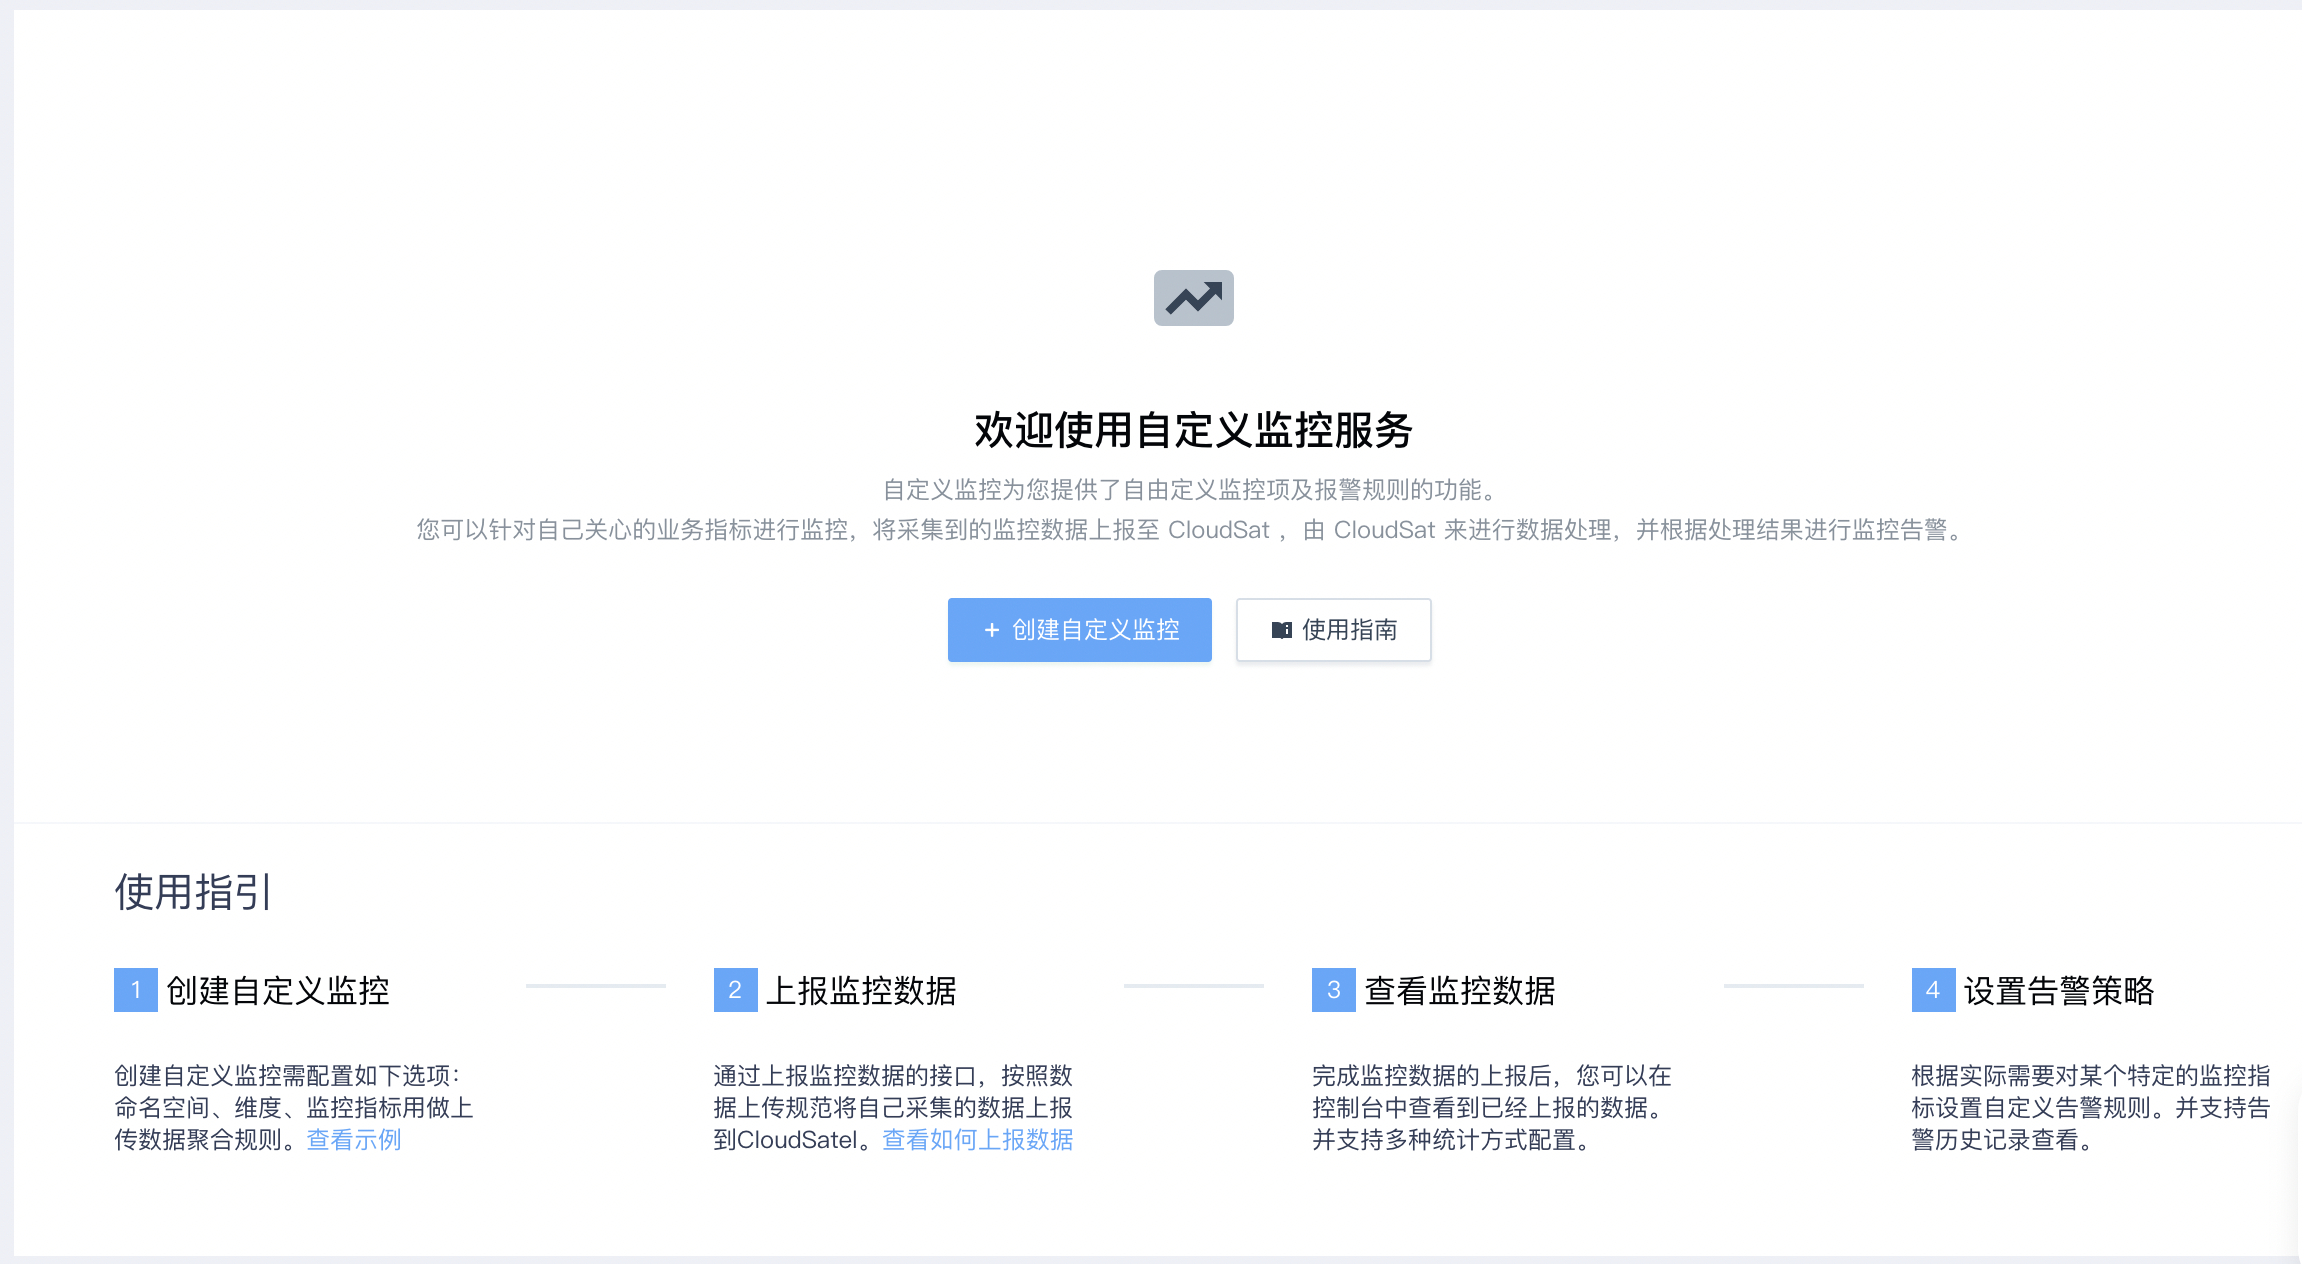 欢迎使用自定义监控服务
自定义监控为您提供了自由定义监控项及报警规则的功能。
您可以针对自己关心的业务指标进行监控，将采集到的监控数据上报至 CloudSat ，由 CloudSat 来进行数据处理，并根据处理结果进行监控告警。
+ 创建自定义监控
使用指南
使用指引
1 创建自定义监控
创建自定义监控需配置如下选项：
命名空间、维度、监控指标用做上
传数据聚合规则。查看示例
2 上报监控数据
通过上报监控数据的接口，按照数
据上传规范将自己采集的数据上报
到CloudSatel。查看如何上报数据
3 查看监控数据
完成监控数据的上报后，您可以在
控制台中查看到已经上报的数据。
并支持多种统计方式配置。
4 设置告警策略
根据实际需要对某个特定的监控指
标设置自定义告警规则。并支持告
警历史记录查看。